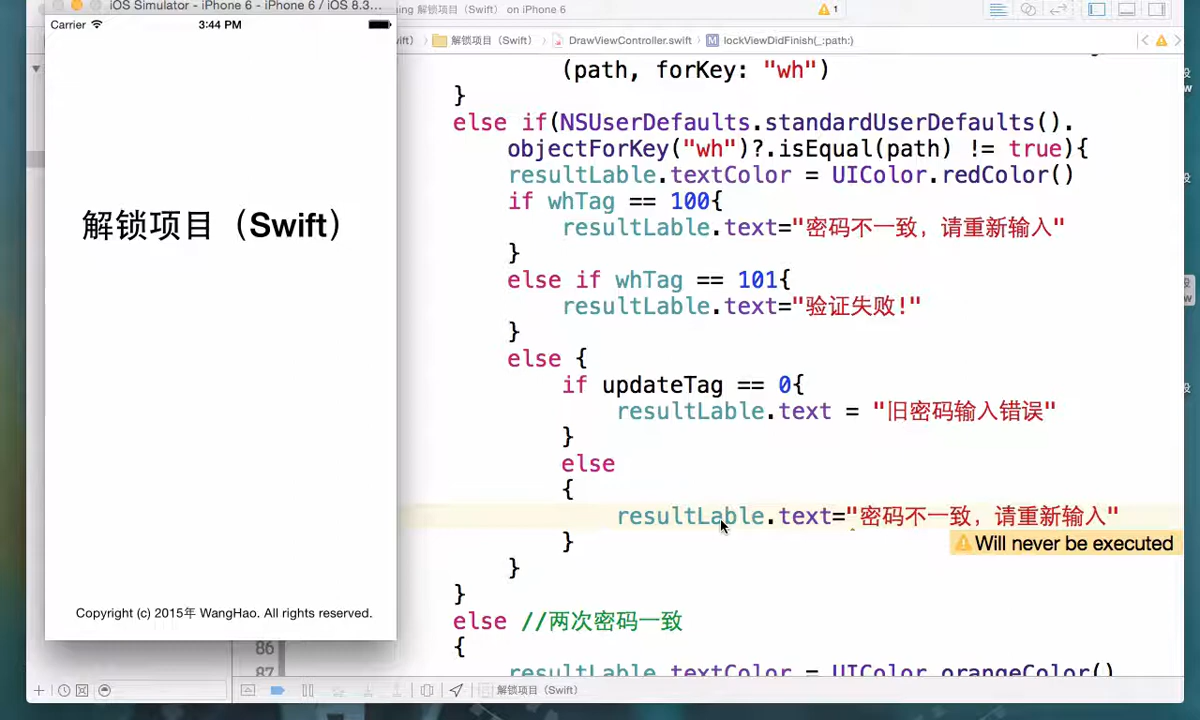 iOS Simulator - iPhone 6 - iPhone 6 / iOS 8.3...
ing 解锁项目（Swift） on iPhone 6
1
Carrier
3:44 PM
ift）
解锁项目（Swift）
DrawViewController.swift
M
lockViewDidFinish(_:path:)
(path, forKey: "wh")
}
else if(NSUserDefaults.standardUserDefaults().
objectForKey("wh")?.isEqual(path) != true){
resultLable.textColor = UIColor.redColor()
if whTag == 100{
resultLable.text="密码不一致，请重新输入"
}
else if whTag == 101{
resultLable.text="验证失败!"
}
else {
if updateTag == 0{
resultLable.text = "旧密码输入错误"
}
else
{
resultLable.text="密码不一致，请重新输入"
Will never be executed
}
}
}
else //两次密码一致
{
resultLable.textColor = UIColor.orangeColor()
解锁项目（Swift）
Copyright (c) 2015年 WangHao. All rights reserved.
86
87
解锁项目（Swift）